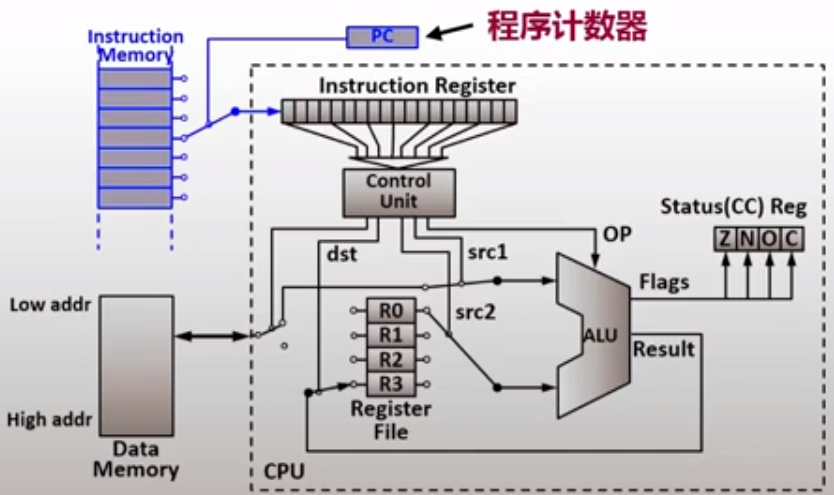 PC
程序计数器
Instruction
Memory
Instruction Register
Control
Unit
Status(CC) Reg
Z N O C
OP
dst
src1
Flags
Low addr
R0
src2
R1
ALU
R2
Result
R3
High addr
Register
File
Data
Memory
CPU